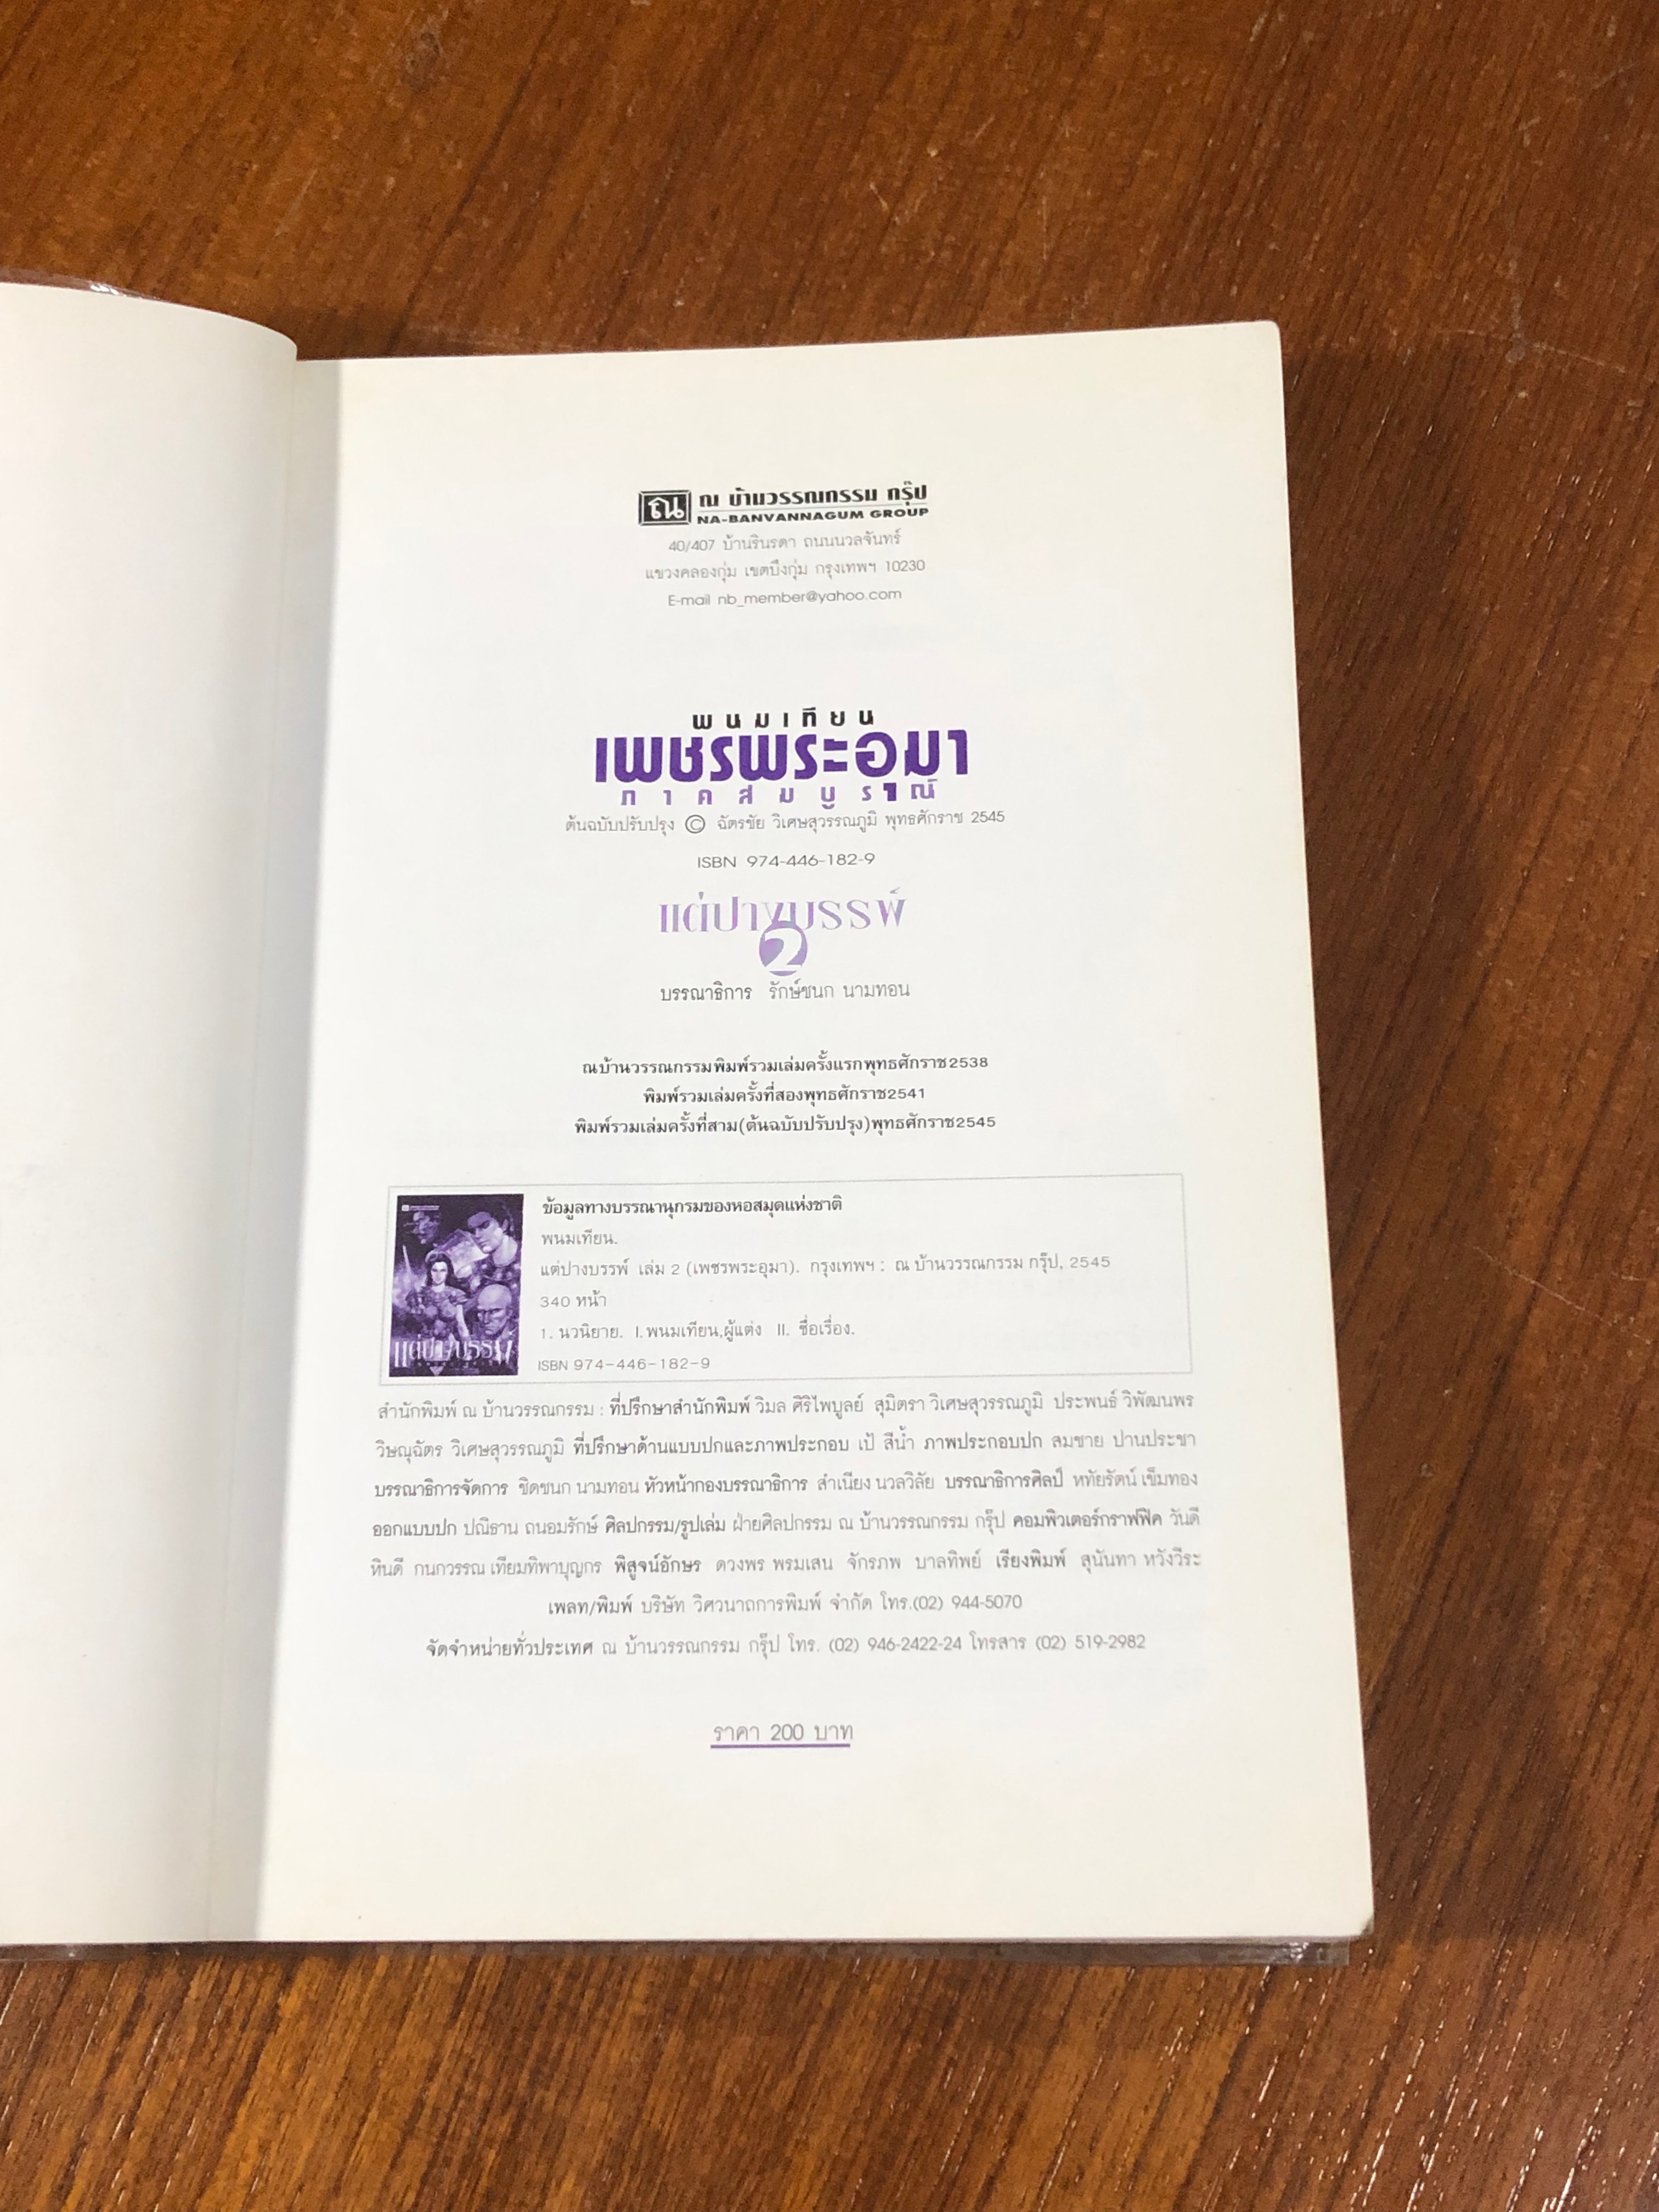 ณ
ณ บ้านวรรณกรรม กรุ๊ป
NA-BANVANNAGUM GROUP
40/407 บ้านรินรดา ถนนนวลจันทร์
แขวงคลองกุ่ม เขตบึงกุ่ม กรุงเทพฯ 10230
E-mail nb_member@yahoo.com
พนมเทียน
เพชรพระอุมา
ภาคสมบูรณ์
ต้นฉบับปรับปรุง © ฉัตรชัย วิเศษสุวรรณภูมิ พุทธศักราช 2545
ISBN 974-446-182-9
แต่ปางบรรพ์
2
บรรณาธิการ รักษ์ชนก นามทอน
ณบ้านวรรณกรรมพิมพ์รวมเล่มครั้งแรกพุทธศักราช2538
พิมพ์รวมเล่มครั้งที่สองพุทธศักราช2541
พิมพ์รวมเล่มครั้งที่สาม(ต้นฉบับปรับปรุง)พุทธศักราช2545
แต่ปางบรรพ์
ข้อมูลทางบรรณานุกรมของหอสมุดแห่งชาติ
พนมเทียน.
แต่ปางบรรพ์ เล่ม 2 (เพชรพระอุมา). กรุงเทพฯ : ณ บ้านวรรณกรรม กรุ๊ป, 2545
340 หน้า
1. นวนิยาย. I.พนมเทียน,ผู้แต่ง II. ชื่อเรื่อง.
ISBN 974-446-182-9
สำนักพิมพ์ ณ บ้านวรรณกรรม : ที่ปรึกษาสำนักพิมพ์ วิมล ศิริไพบูลย์ สุมิตรา วิเศษสุวรรณภูมิ ประพนธ์ วิพัฒนพร
วิษณุฉัตร วิเศษสุวรรณภูมิ ที่ปรึกษาด้านแบบปกและภาพประกอบ เป้ สีน้ำ ภาพประกอบปก สมชาย ปานประชา
บรรณาธิการจัดการ ชิดชนก นามทอน หัวหน้ากองบรรณาธิการ สำเนียง นวลวิลัย บรรณาธิการศิลป์ หทัยรัตน์ เข็มทอง
ออกแบบปก ปณิธาน ถนอมรักษ์ ศิลปกรรม/รูปเล่ม ฝ่ายศิลปกรรม ณ บ้านวรรณกรรม กรุ๊ป คอมพิวเตอร์กราฟฟิค วันดี
หินดี กนกวรรณ เทียมทิพาบุญกร พิสูจน์อักษร ดวงพร พรมเสน จักรภพ บาลทิพย์ เรียงพิมพ์ สุนันทา หวังวีระ
เพลท/พิมพ์ บริษัท วิศวนาถการพิมพ์ จำกัด โทร.(02) 944-5070
จัดจำหน่ายทั่วประเทศ ณ บ้านวรรณกรรม กรุ๊ป โทร. (02) 946-2422-24 โทรสาร (02) 519-2982
ราคา 200 บาท